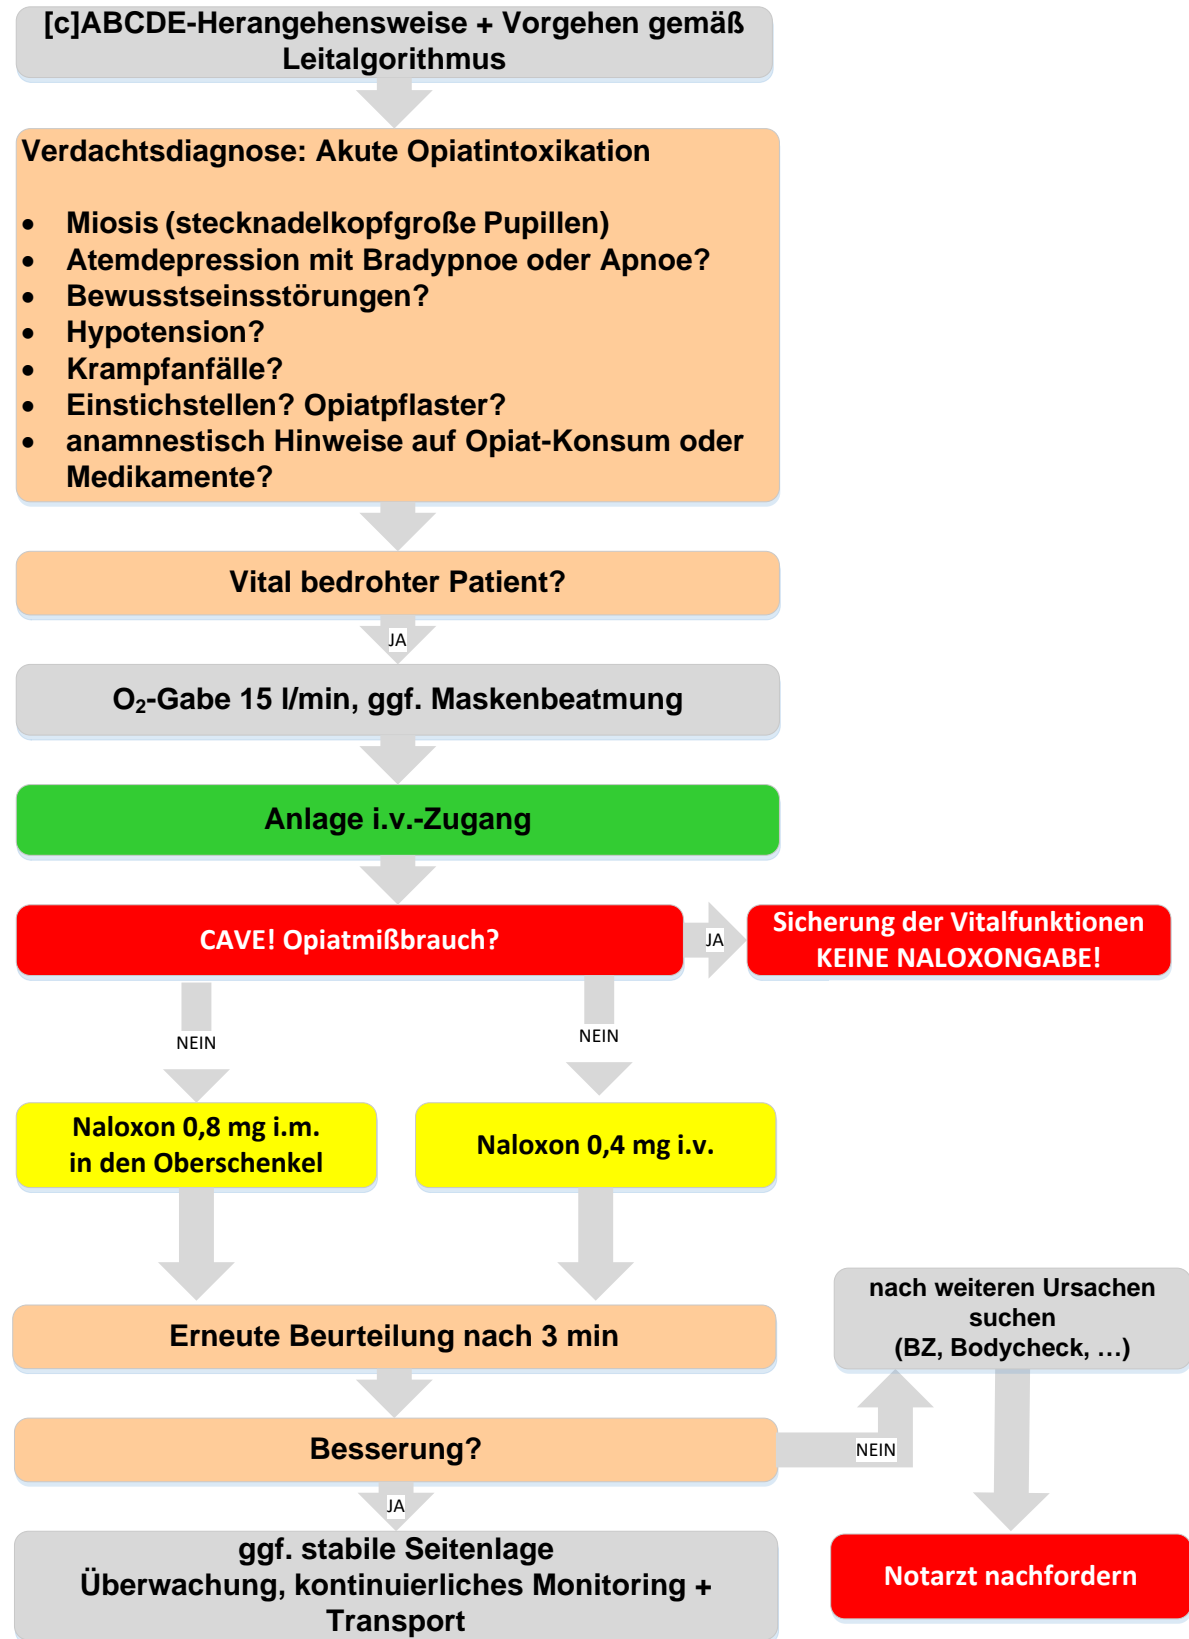 [c]ABCDE-Herangehensweise + Vorgehen gemäß
Leitalgorithmus
Verdachtsdiagnose: Akute Opiatintoxikation
• Miosis (stecknadelkopfgroße Pupillen)
• Atemdepression mit Bradypnoe oder Apnoe?
• Bewusstseinsstörungen?
• Hypotension?
• Krampfanfälle?
• Einstichstellen? Opiatpflaster?
• anamnestisch Hinweise auf Opiat-Konsum oder
Medikamente?
Vital bedrohter Patient?
JA
O₂-Gabe 15 l/min, ggf. Maskenbeatmung
Anlage i.v.-Zugang
CAVE! Opiatmißbrauch?
JA
Sicherung der Vitalfunktionen
KEINE NALOXONGABE!
NEIN
NEIN
Naloxon 0,8 mg i.m.
in den Oberschenkel
Naloxon 0,4 mg i.v.
Erneute Beurteilung nach 3 min
nach weiteren Ursachen
suchen
(BZ, Bodycheck, …)
Besserung?
NEIN
JA
ggf. stabile Seitenlage
Überwachung, kontinuierliches Monitoring +
Transport
Notarzt nachfordern